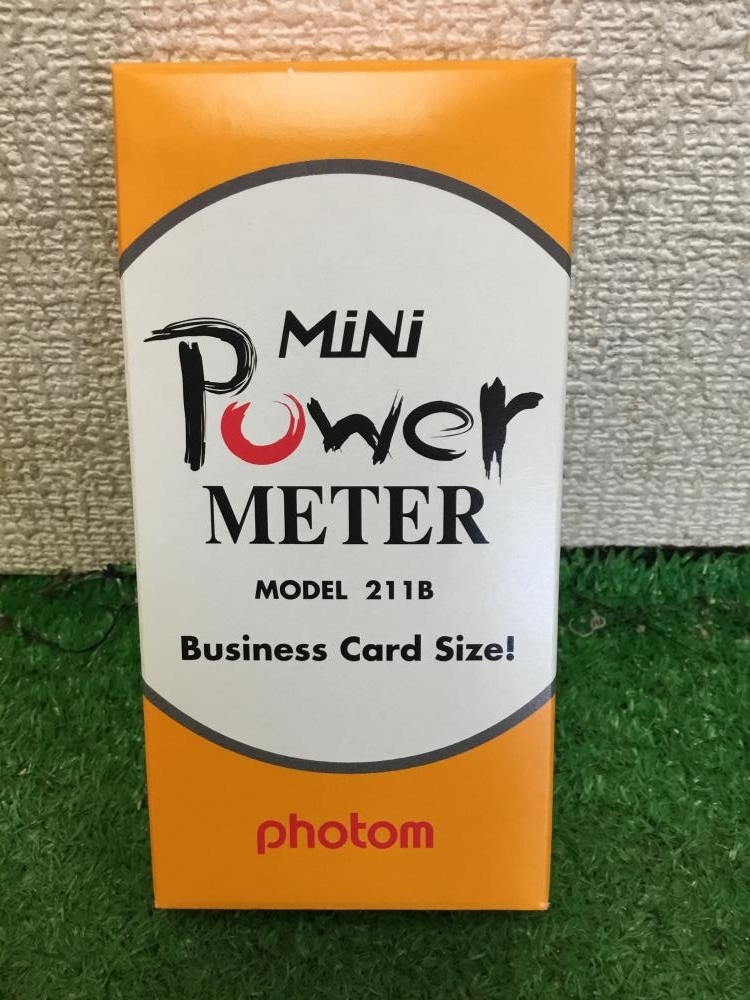 MiNi
Power
METER
MODEL 211B
Business Card Size!
photom